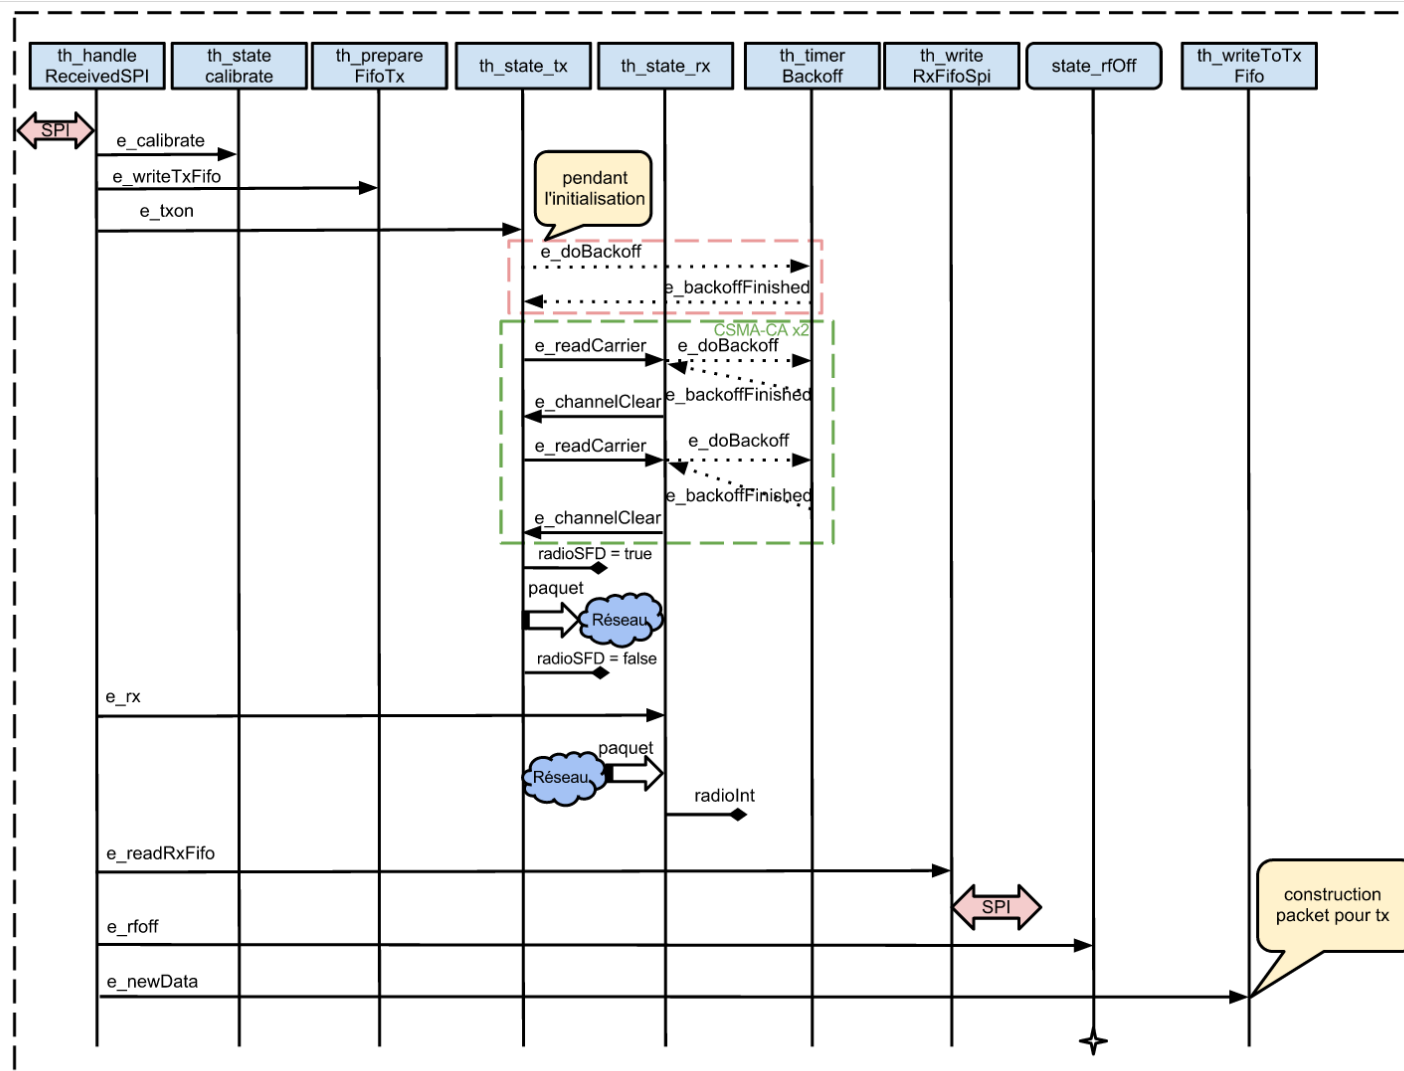 th_handle
ReceivedSPI
th_state
calibrate
th_prepare
FifoTx
th_state_tx
th_state_rx
th_timer
Backoff
th_write
RxFifoSpi
state_rfOff
th_writeToTx
Fifo
SPI
e_calibrate
e_writeTxFifo
e_txon
pendant
l'initialisation
e_doBackoff
e_backoffFinished
CSMA-CA x2
e_readCarrier
e_doBackoff
e_backoffFinished
e_channelClear
e_readCarrier
e_doBackoff
e_backoffFinished
e_channelClear
radioSFD = true
paquet
Réseau
radioSFD = false
e_rx
paquet
Réseau
radioInt
e_readRxFifo
SPI
construction
packet pour tx
e_rfoff
e_newData